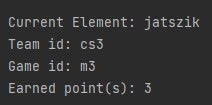 Current Element: jatszik
Team id: cs3
Game id: m3
Earned point(s): 3